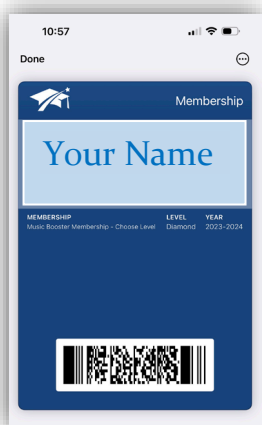 10:57
Done
Membership
Your Name
MEMBERSHIP LEVEL YEAR
Music Booster Membership - Choose Level Diamond 2023-2024